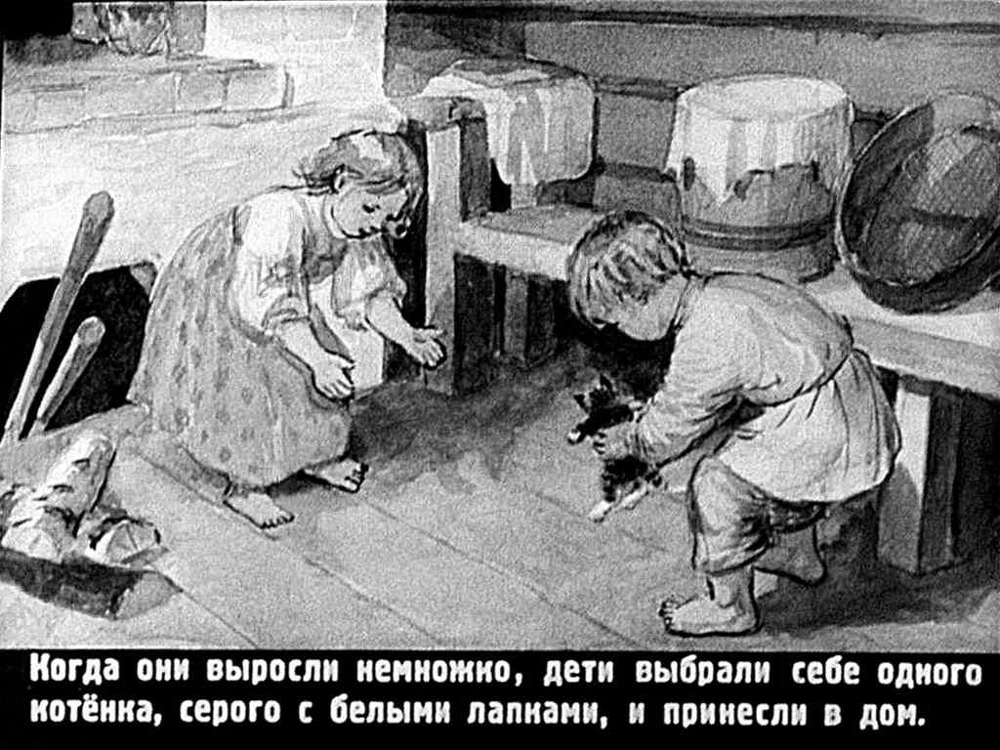 Когда они выросли немножко, дети выбрали себе одного
котёнка, серого с белыми лапками, и принесли в дом.